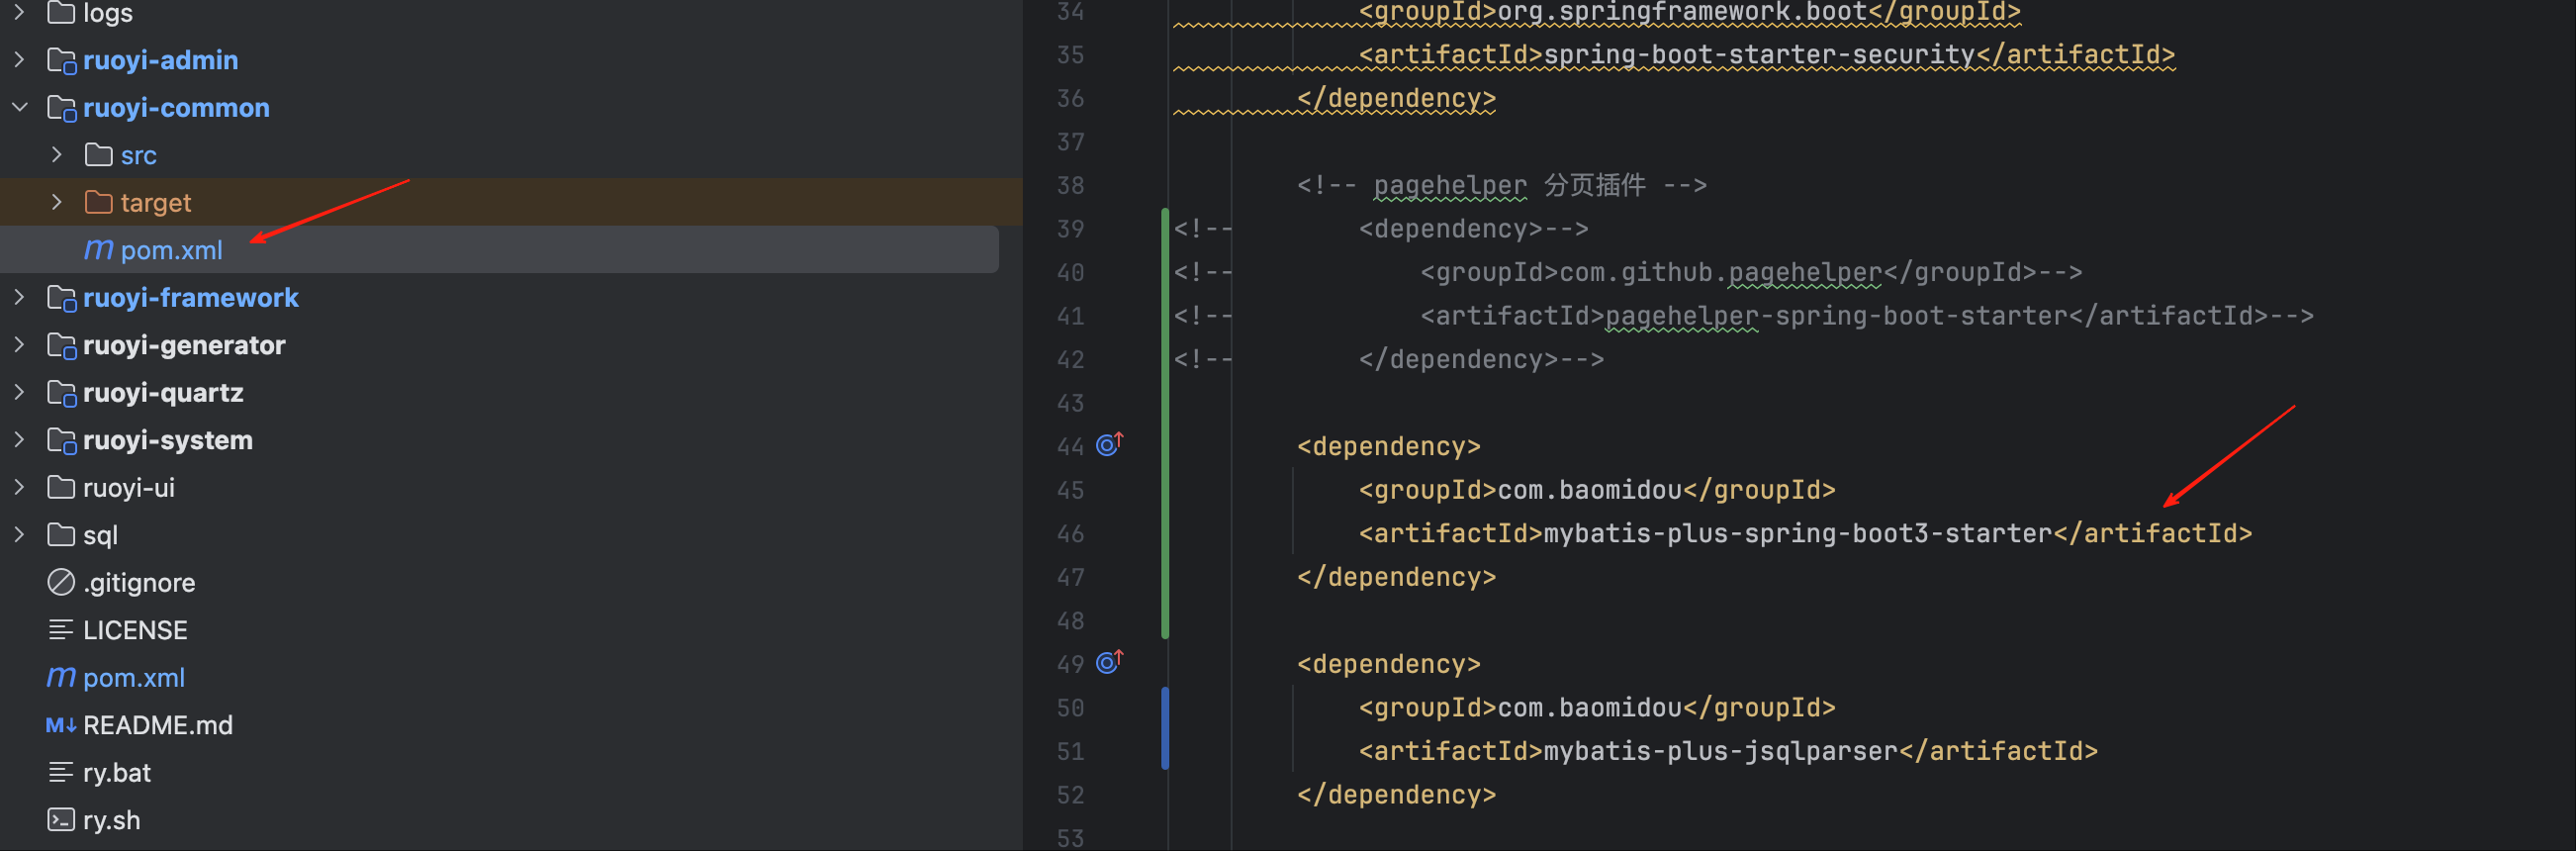 logs
ruoyi-admin
ruoyi-common
src
target
pom.xml
ruoyi-framework
ruoyi-generator
ruoyi-quartz
ruoyi-system
ruoyi-ui
sql
.gitignore
LICENSE
pom.xml
README.md
ry.bat
ry.sh
34 <groupId>org.springframework.boot</groupId>
35 <artifactId>spring-boot-starter-security</artifactId>
36 </dependency>
37
38 <!-- pagehelper 分页插件 -->
39 <!-- <dependency>-->
40 <!-- <groupId>com.github.pagehelper</groupId>-->
41 <!-- <artifactId>pagehelper-spring-boot-starter</artifactId>-->
42 <!-- </dependency>-->
43
44 <dependency>
45 <groupId>com.baomidou</groupId>
46 <artifactId>mybatis-plus-spring-boot3-starter</artifactId>
47 </dependency>
48
49 <dependency>
50 <groupId>com.baomidou</groupId>
51 <artifactId>mybatis-plus-jsqlparser</artifactId>
52 </dependency>
53